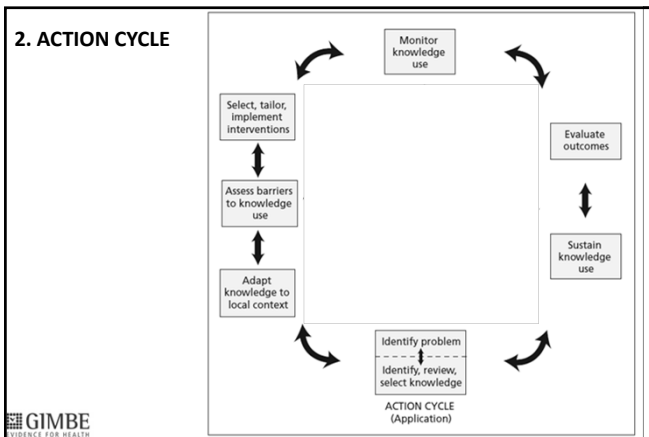 2. ACTION CYCLE
Monitor
knowledge
use
Select, tailor,
implement
interventions
Evaluate
outcomes
Assess barriers
to knowledge
use
Sustain
knowledge
use
Adapt
knowledge to
local context
Identify problem
Identify, review,
select knowledge
ACTION CYCLE
(Application)
GIMBE
EVIDENCE FOR HEALTH